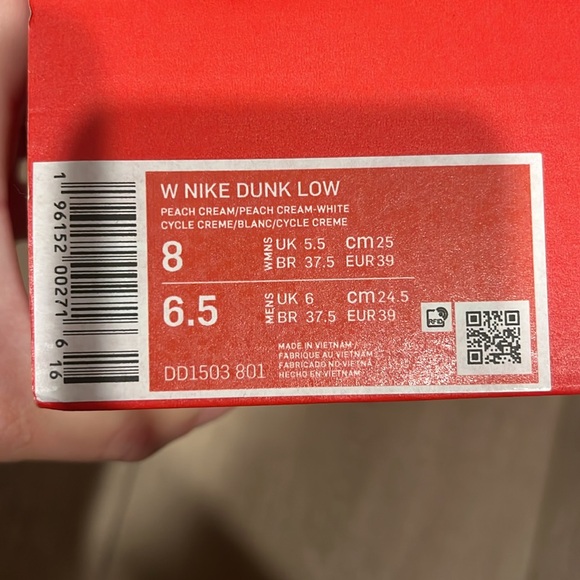 W NIKE DUNK LOW
PEACH CREAM/PEACH CREAM-WHITE
CYCLE CREME/BLANC/CYCLE CREME
8 WMNS UK 5.5 cm 25
BR 37.5 EUR 39
6.5 MENS UK 6 cm 24.5
BR 37.5 EUR 39
MADE IN VIETNAM /
FABRIQUE AU VIETNAM /
FABRICADO NO VIETNA /
HECHO EN VIETNAM
DD1503 801
1 96152 00271 6 16